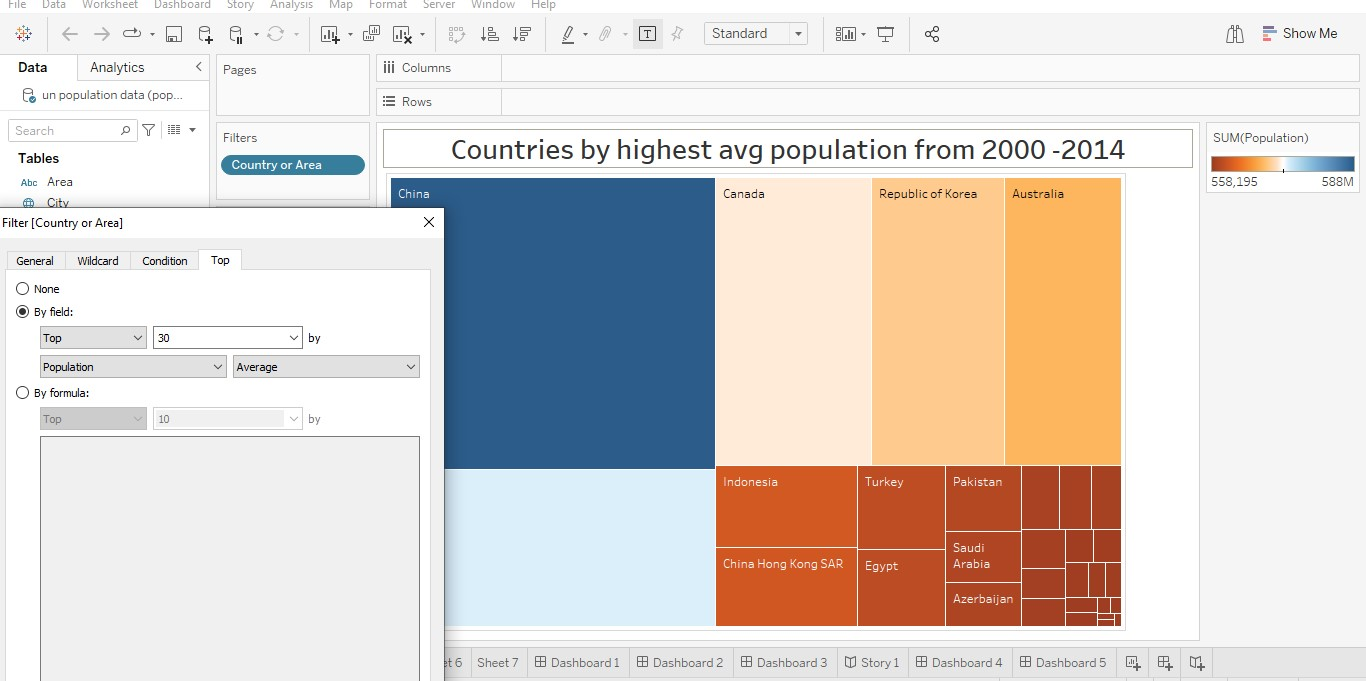 File Data Worksheet Dashboard Story Analysis Map Format Server Window Help
Standard
Show Me
Data Analytics
un population data (pop...
Search
Tables
Abc Area
City
Pages
Filters
Country or Area
Columns
Rows
Countries by highest avg population from 2000 -2014
SUM(Population)
558,195 588M
China
Canada
Republic of Korea
Australia
Indonesia
Turkey
Pakistan
China Hong Kong SAR
Egypt
Saudi
Arabia
Azerbaijan
Filter [Country or Area]
General Wildcard Condition Top
None
By field:
Top 30 by
Population Average
By formula:
Top 10 by
et 6 Sheet 7 Dashboard 1 Dashboard 2 Dashboard 3 Story 1 Dashboard 4 Dashboard 5